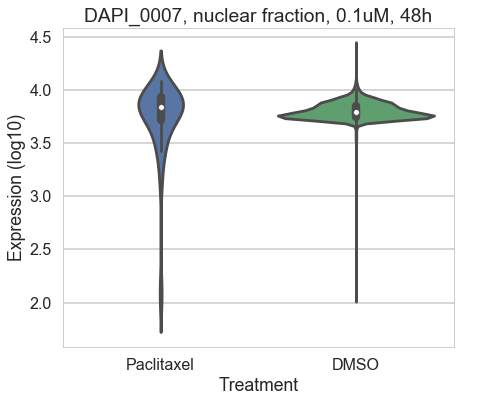 DAPI_0007, nuclear fraction, 0.1uM, 48h
4.5
4.0
3.5
3.0
2.5
2.0
Expression (log10)
Paclitaxel DMSO
Treatment